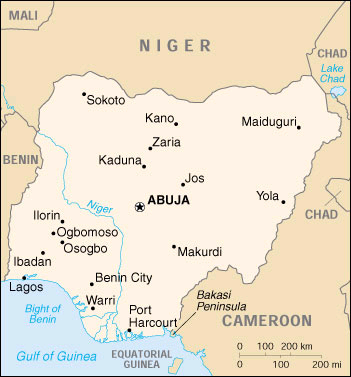 MALI
NIGER
CHAD
Lake
Chad
Sokoto
Kano
Maiduguri
Zaria
Kaduna
BENIN
Jos
Niger
ABUJA
Yola
CHAD
Ilorin
Ogbomoso
Osogbo
Makurdi
Ibadan
Lagos
Benin City
Bakasi
Peninsula
Bight of
Benin
Warri
Port
Harcourt
CAMEROON
Gulf of Guinea
EQUATORIAL
GUINEA
0 100 200 km
0 100 200 mi